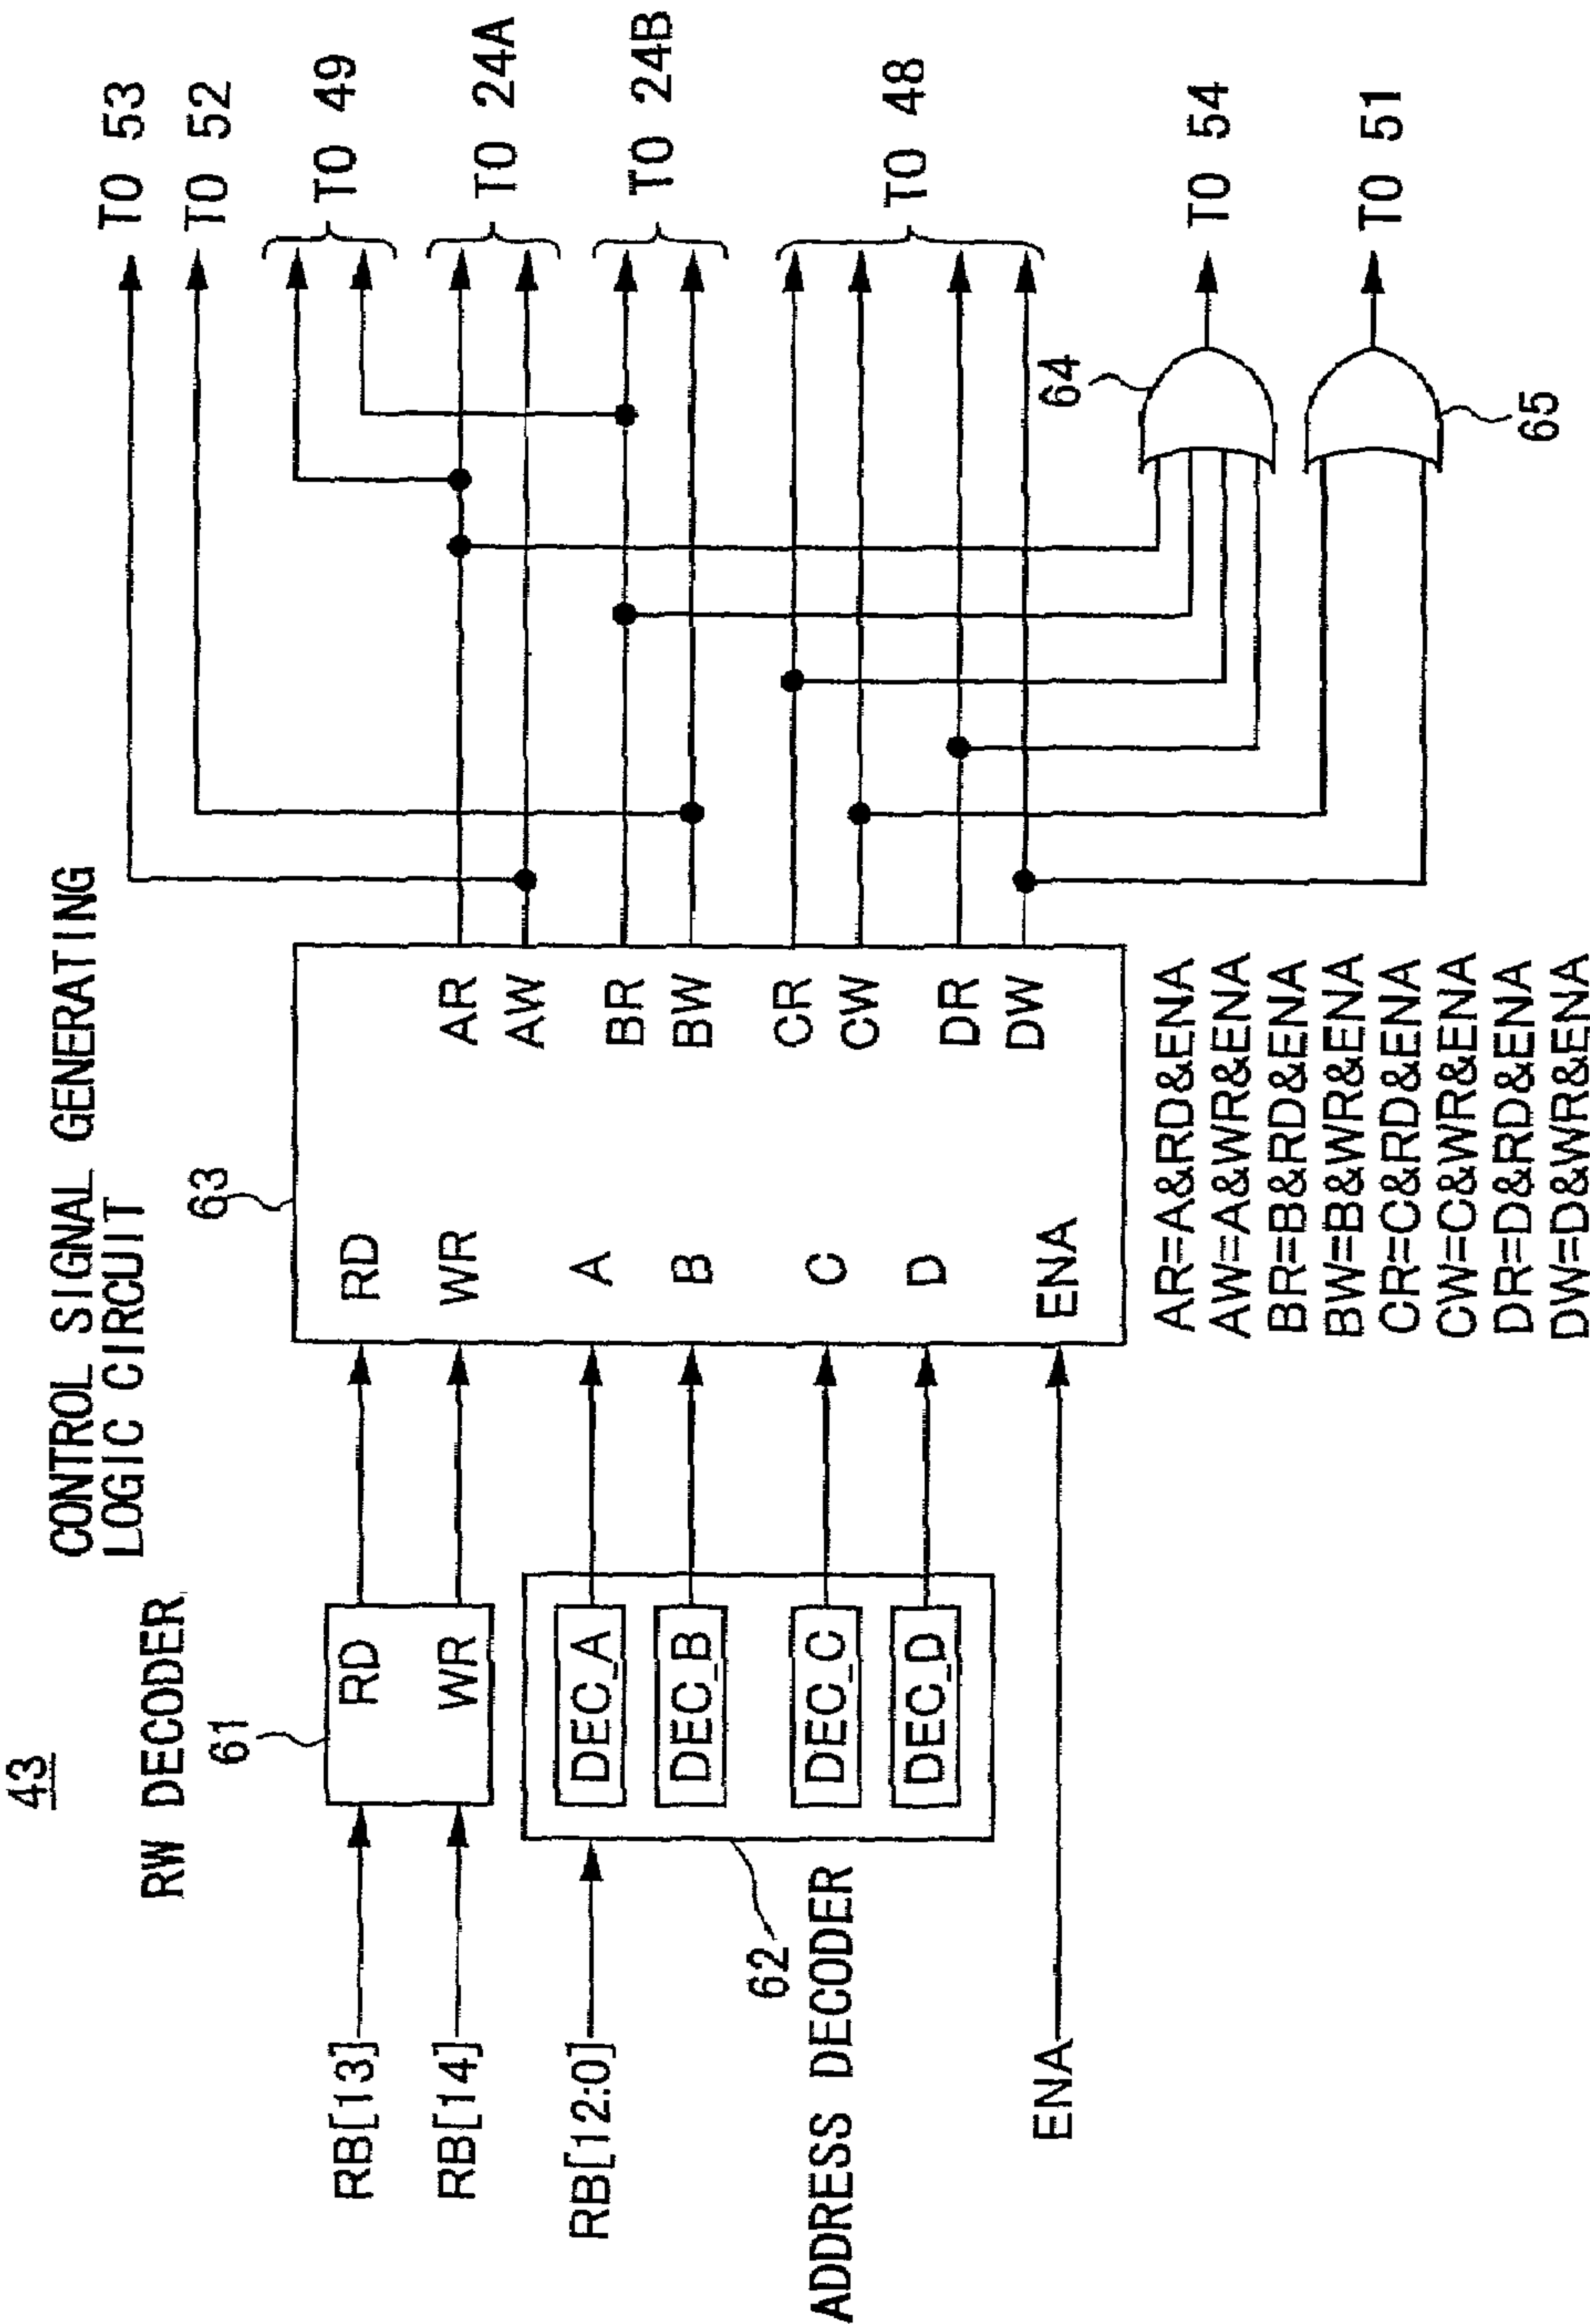 43
CONTROL SIGNAL GENERATING
LOGIC CIRCUIT
RW DECODER
61
63
RB[13]
RB[14]
RB[12:0]
ENA
RD
WR
DEC_A
DEC_B
DEC_C
DEC_D
62
ADDRESS DECODER
RD
WR
A
B
C
D
ENA
AR
AW
BR
BW
CR
CW
DR
DW
TO 53
TO 52
TO 49
TO 24A
TO 24B
TO 48
64
TO 54
65
TO 51
AR=A&RD&ENA
AW=A&WR&ENA
BR=B&RD&ENA
BW=B&WR&ENA
CR=C&RD&ENA
CW=C&WR&ENA
DR=D&RD&ENA
DW=D&WR&ENA